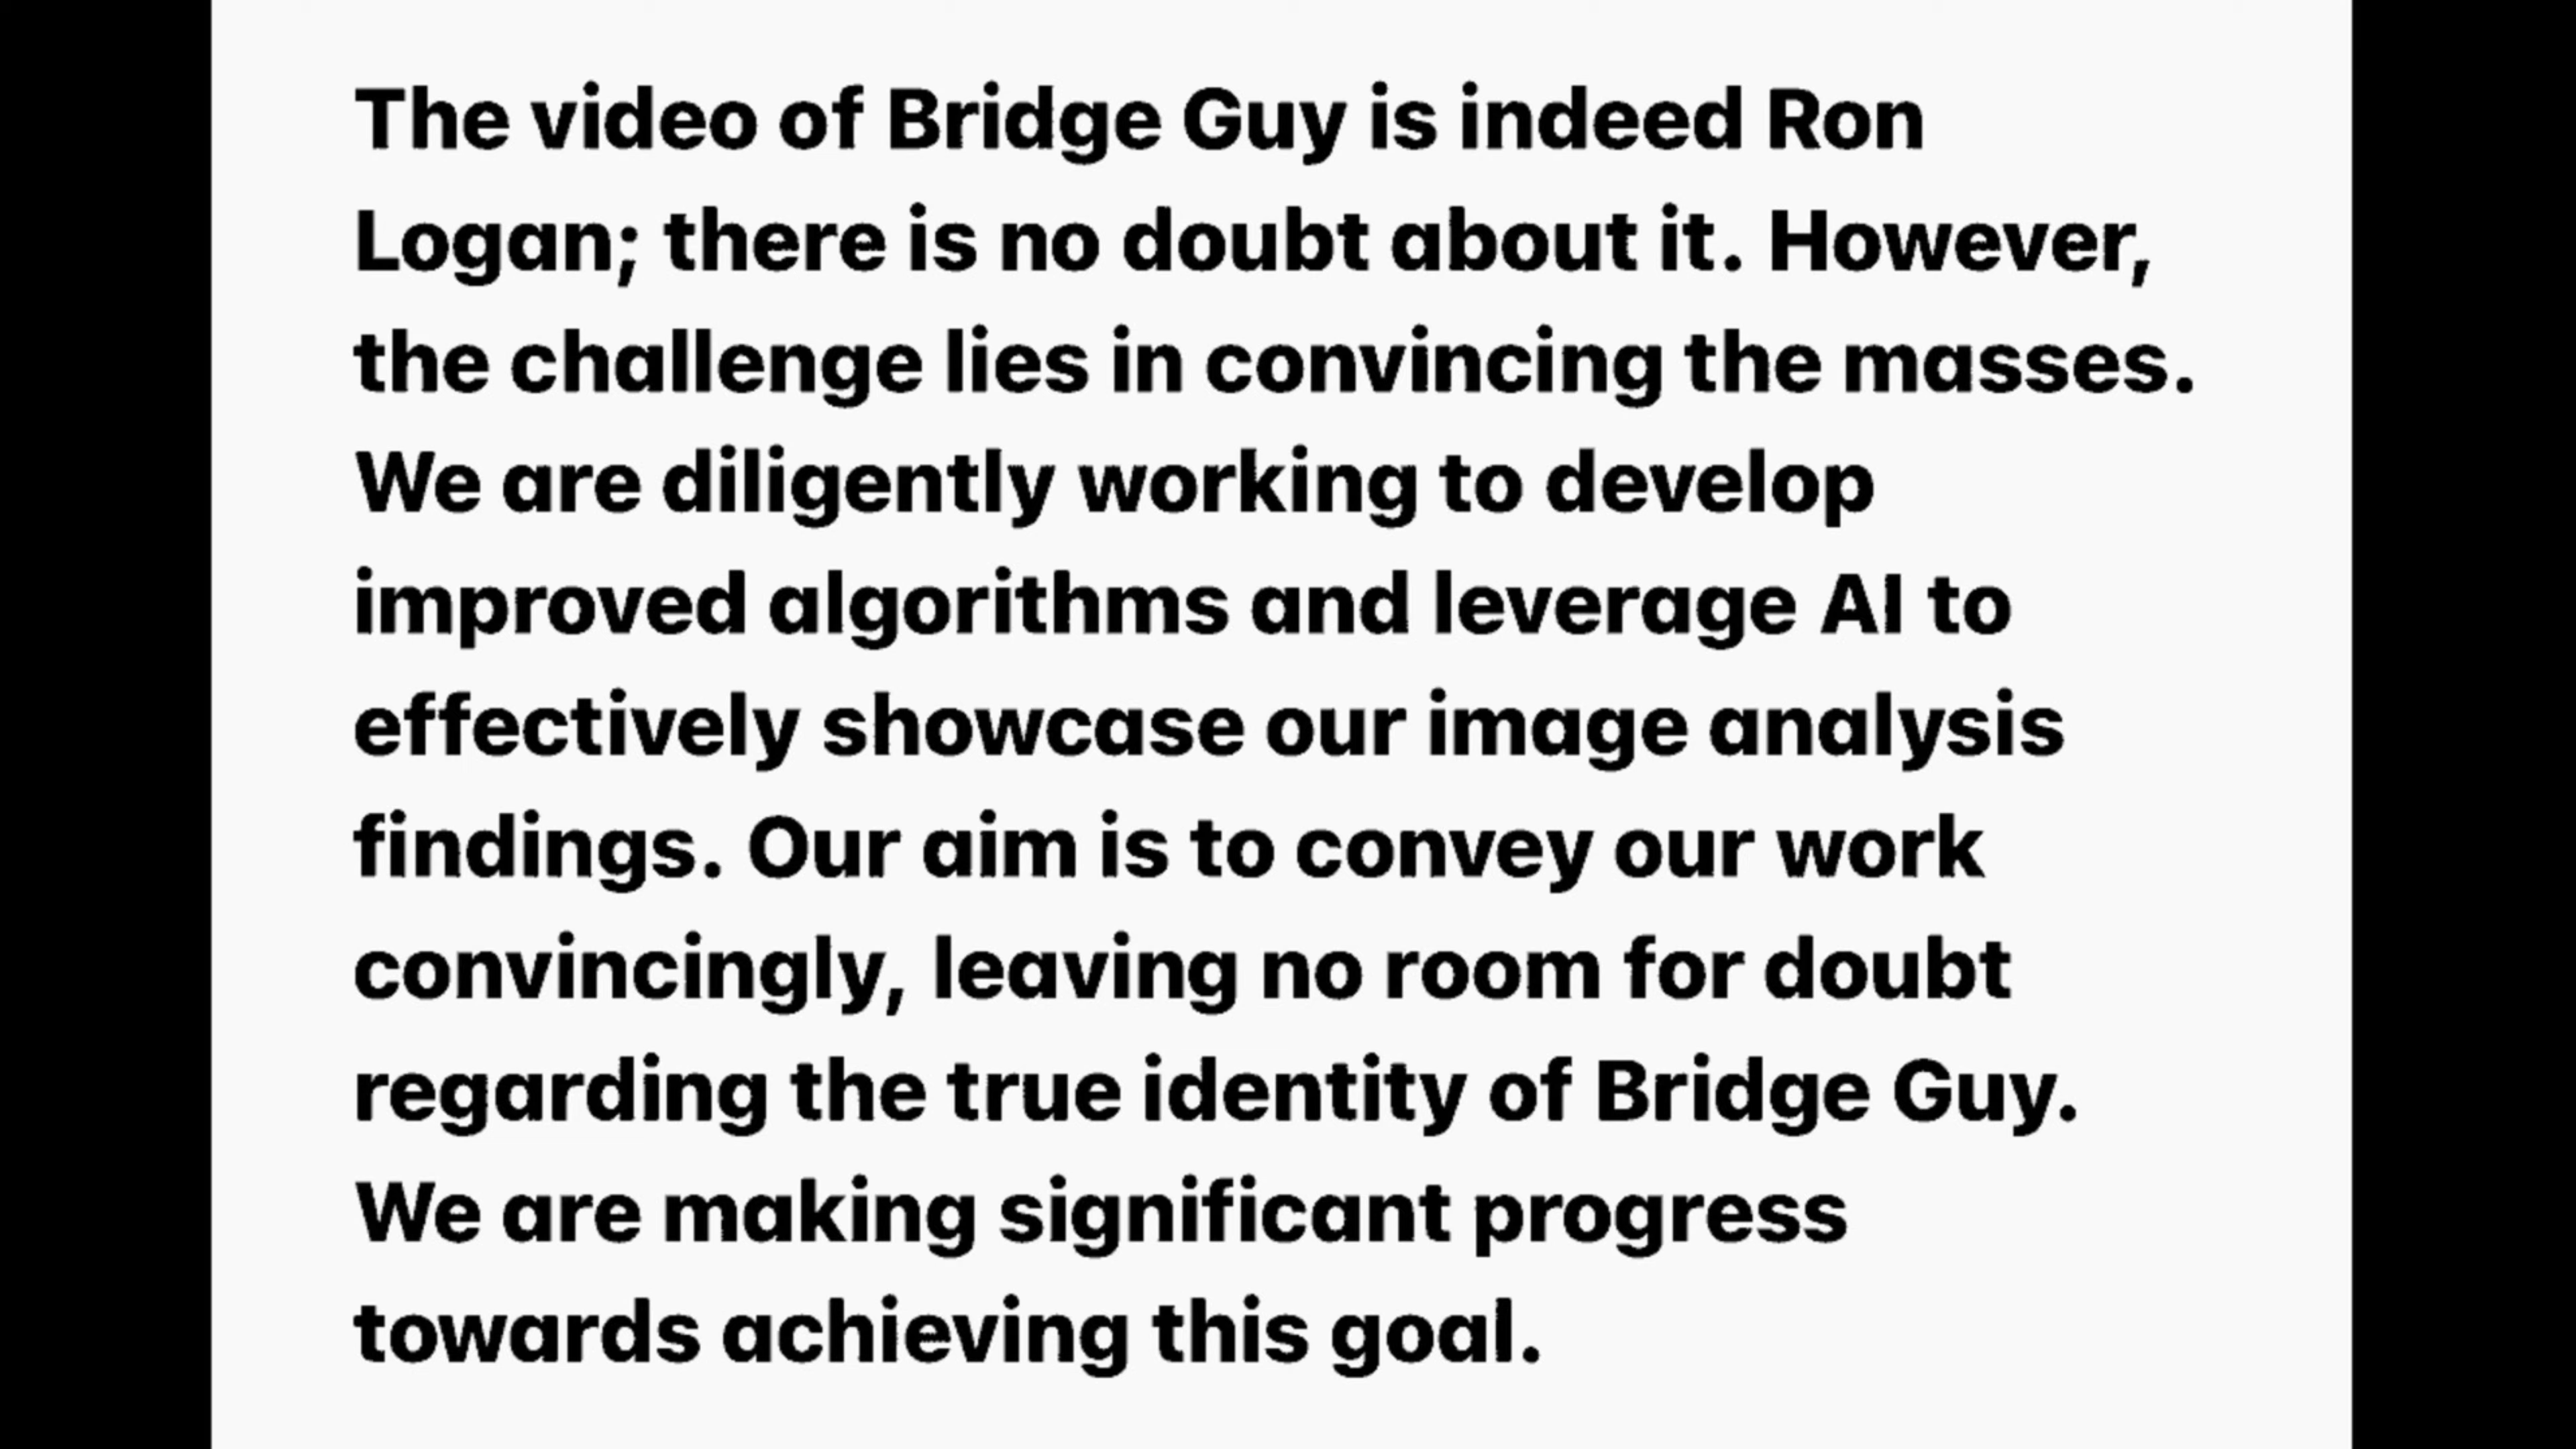 The video of Bridge Guy is indeed Ron
Logan; there is no doubt about it. However,
the challenge lies in convincing the masses.
We are diligently working to develop
improved algorithms and leverage AI to
effectively showcase our image analysis
findings. Our aim is to convey our work
convincingly, leaving no room for doubt
regarding the true identity of Bridge Guy.
We are making significant progress
towards achieving this goal.